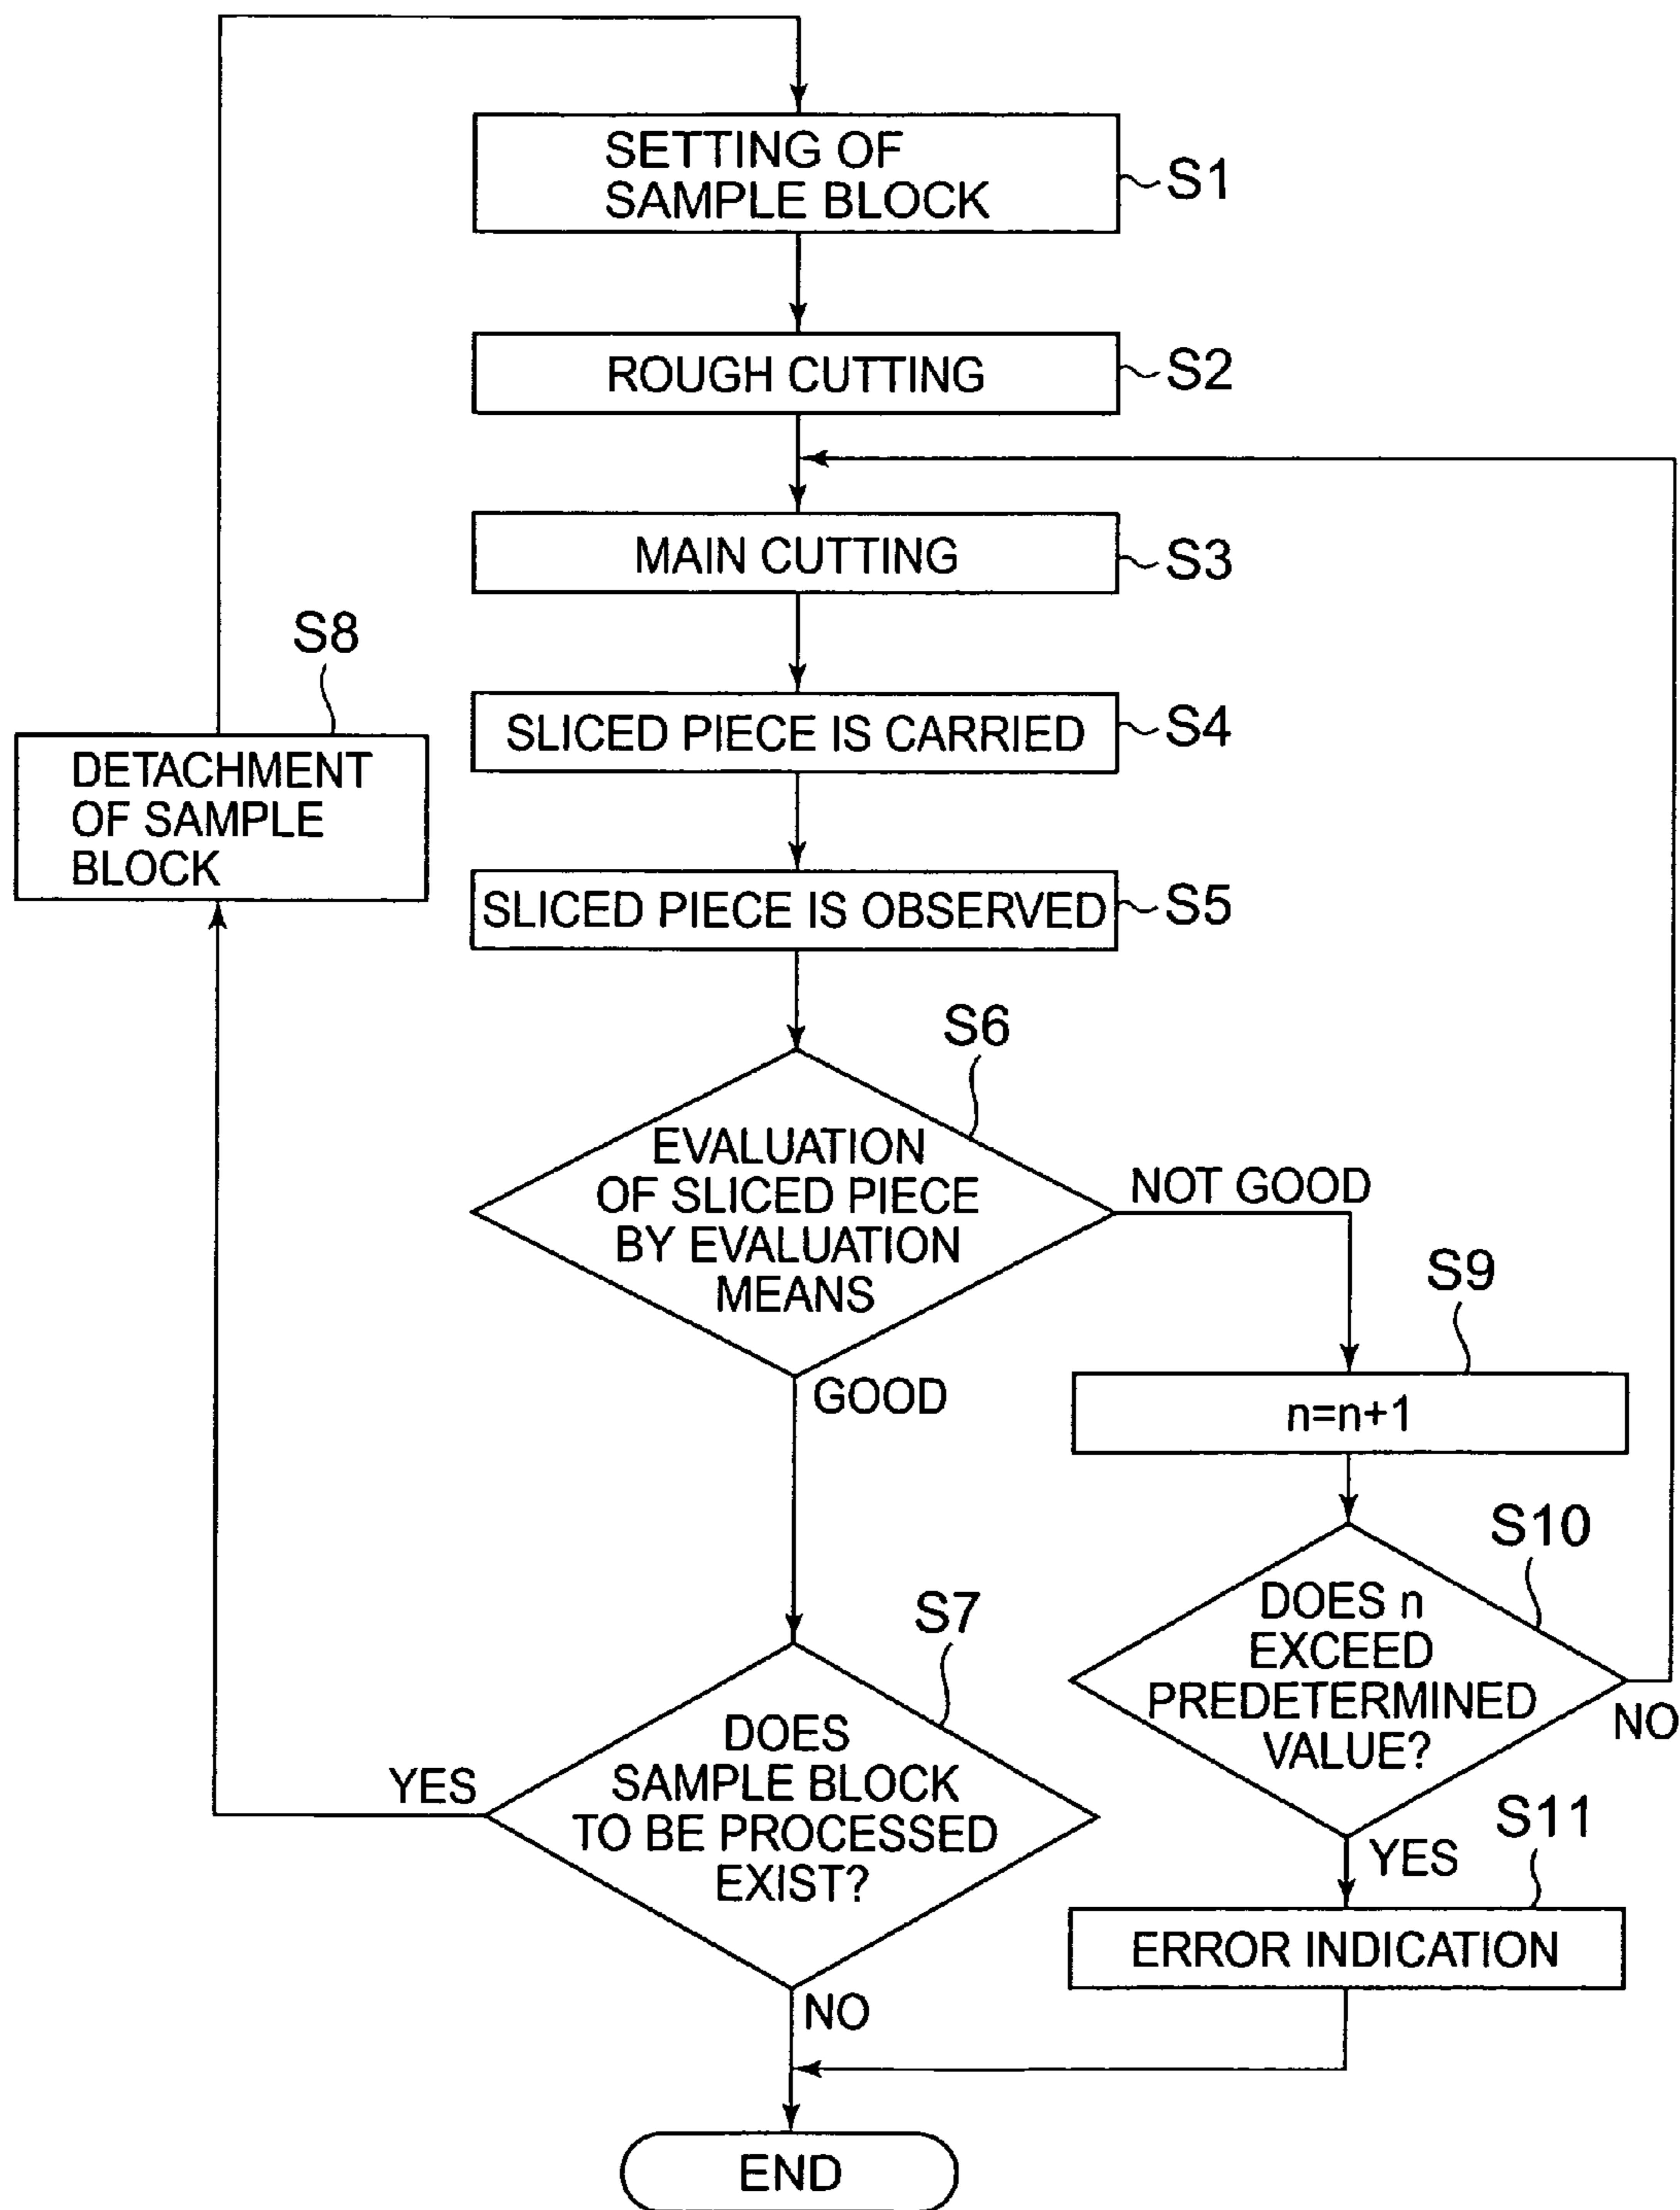 SETTING OF
SAMPLE BLOCK
S1
ROUGH CUTTING
S2
MAIN CUTTING
S3
SLICED PIECE IS CARRIED
S4
SLICED PIECE IS OBSERVED
S5
S8
DETACHMENT
OF SAMPLE
BLOCK
S6
EVALUATION
OF SLICED PIECE
BY EVALUATION
MEANS
NOT GOOD
GOOD
S9
n=n+1
S10
DOES n
EXCEED
PREDETERMINED
VALUE?
NO
YES
S7
DOES
SAMPLE BLOCK
TO BE PROCESSED
EXIST?
YES
NO
S11
ERROR INDICATION
END